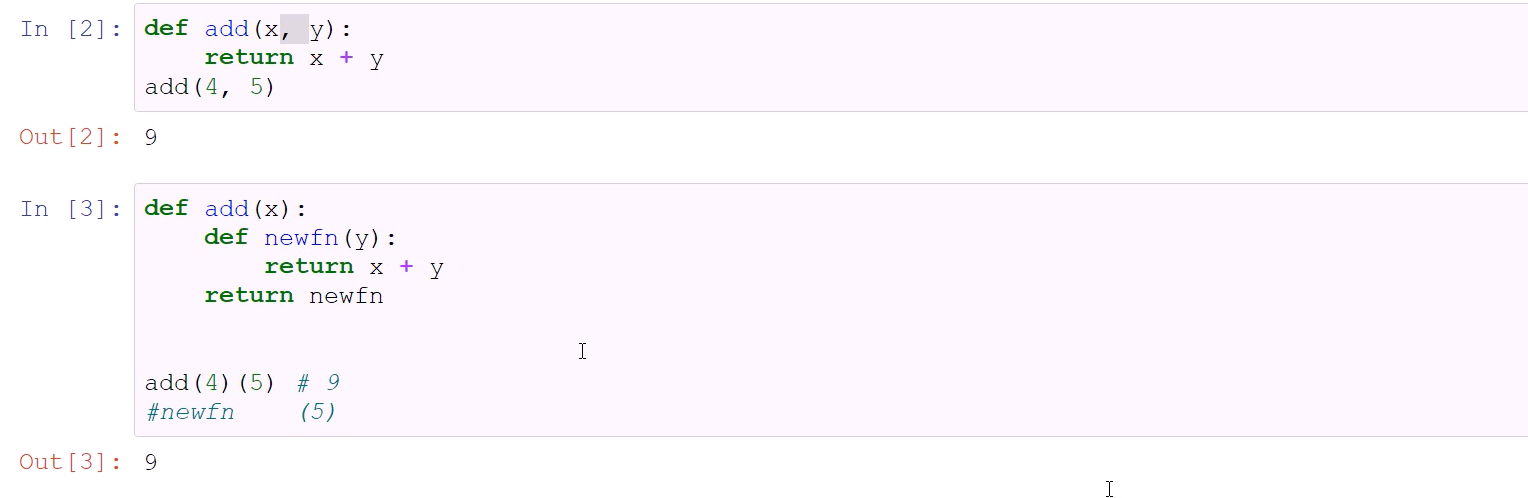 In [2]: def add(x, y):
    return x + y
add(4, 5)
Out[2]: 9
In [3]: def add(x):
    def newfn(y):
        return x + y
    return newfn
add(4)(5) # 9
#newfn    (5)
Out[3]: 9